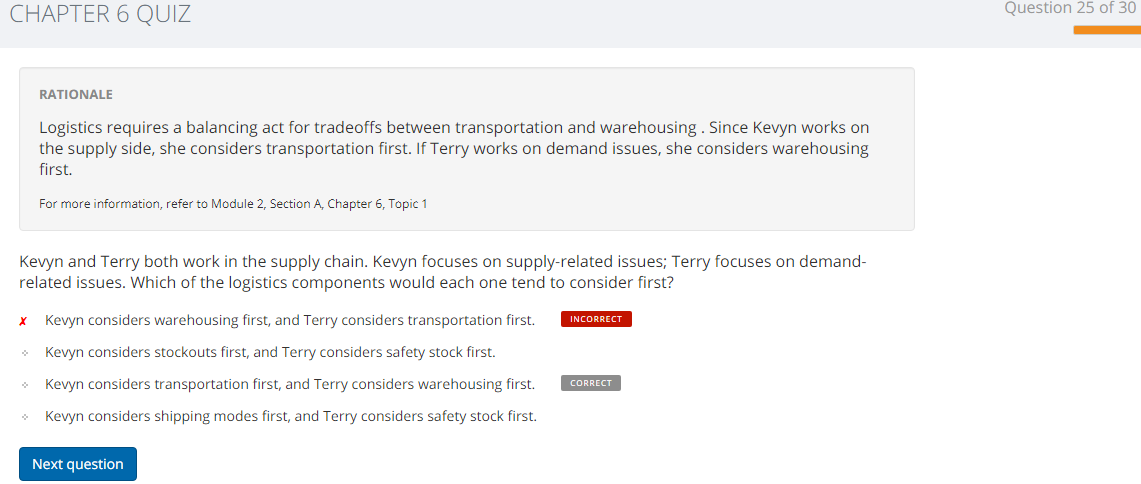 CHAPTER 6 QUIZ
Question 25 of 30
RATIONALE
Logistics requires a balancing act for tradeoffs between transportation and warehousing . Since Kevyn works on
the supply side, she considers transportation first. If Terry works on demand issues, she considers warehousing
first.
For more information, refer to Module 2, Section A, Chapter 6, Topic 1
Kevyn and Terry both work in the supply chain. Kevyn focuses on supply-related issues; Terry focuses on demand-
related issues. Which of the logistics components would each one tend to consider first?
Kevyn considers warehousing first, and Terry considers transportation first. INCORRECT
Kevyn considers stockouts first, and Terry considers safety stock first.
Kevyn considers transportation first, and Terry considers warehousing first. CORRECT
Kevyn considers shipping modes first, and Terry considers safety stock first.
Next question